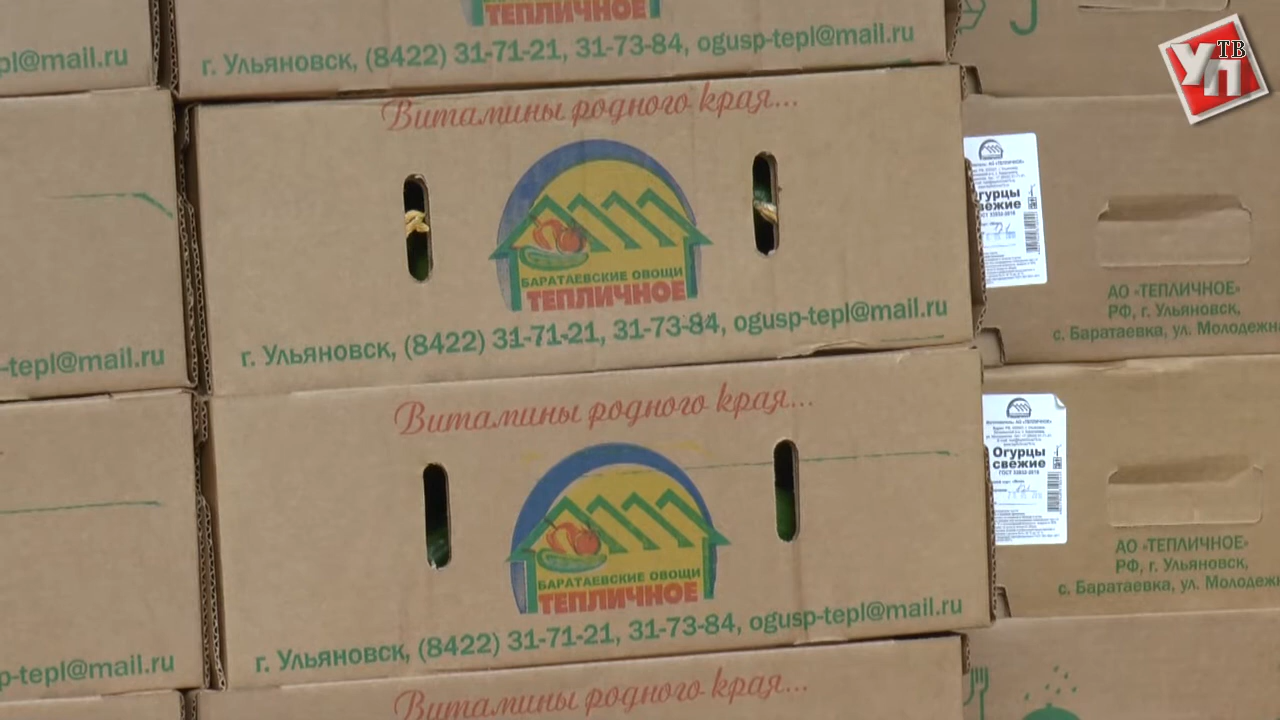 ТЕПЛИЧНОЕ
г. Ульяновск, (8422) 31-71-21, 31-73-84, ogusp-tepl@mail.ru
pl@mail.ru
УП ТВ
Витамины родного края...
БАРАТАЕВСКИЕ ОВОЩИ
ТЕПЛИЧНОЕ
г. Ульяновск, (8422) 31-71-21, 31-73-84, ogusp-tepl@mail.ru
-tepl@mail.ru
Огурцы
свежие
АО «ТЕПЛИЧНОЕ»
РФ, г. Ульяновск,
с. Баратаевка, ул. Молодежна
Витамины родного края...
БАРАТАЕВСКИЕ ОВОЩИ
ТЕПЛИЧНОЕ
г. Ульяновск, (8422) 31-71-21, 31-73-84, ogusp-tepl@mail.ru
p-tepl@mail.ru
Огурцы
свежие
АО «ТЕПЛИЧНОЕ»
РФ, г. Ульяновск,
с. Баратаевка, ул. Молодежн
Витамины родного края...